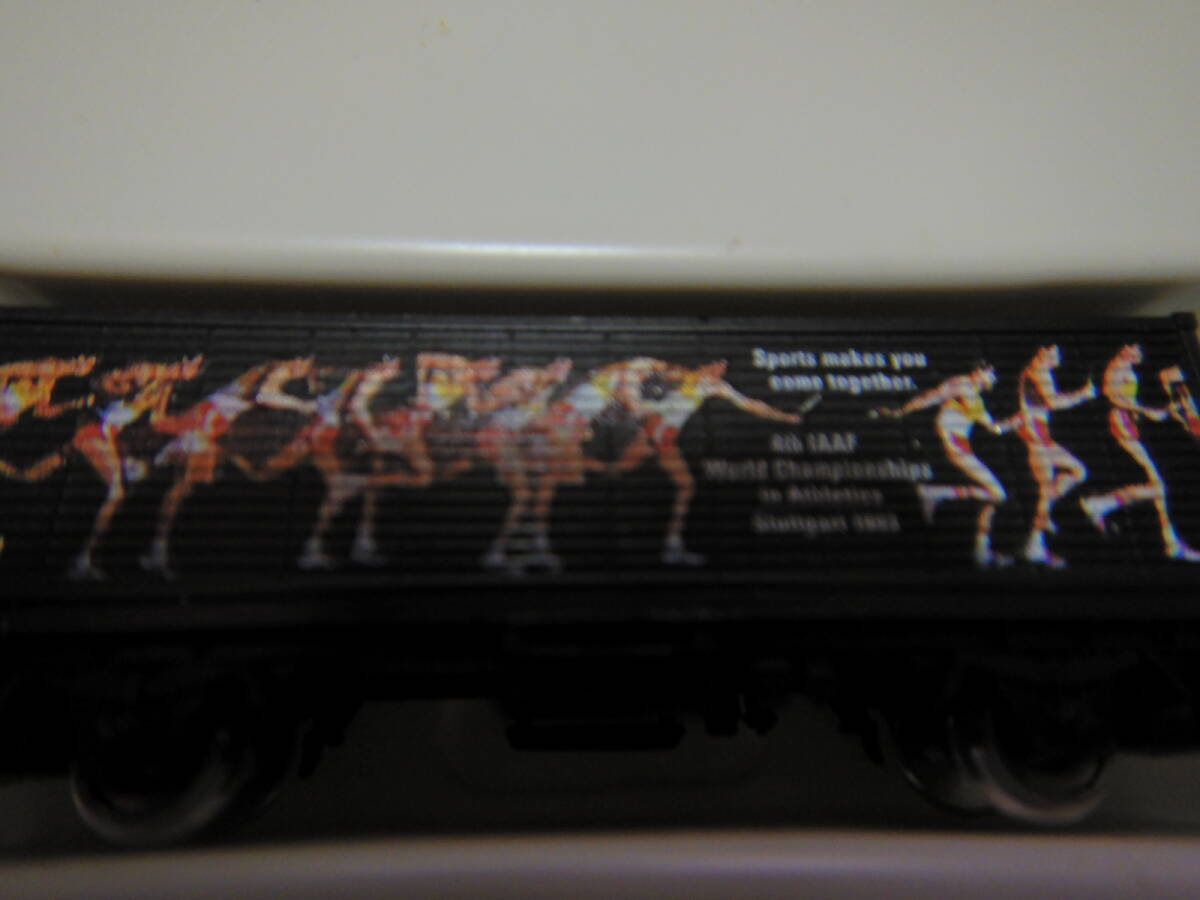 Sports makes you
come together.
4th IAAF
World Championships
in Athletics
Stuttgart 1993